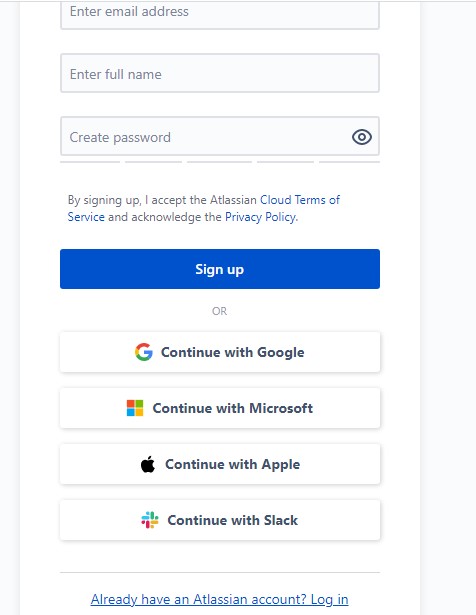 Enter email address
Enter full name
Create password
By signing up, I accept the Atlassian Cloud Terms of
Service and acknowledge the Privacy Policy.
Sign up
OR
Continue with Google
Continue with Microsoft
Continue with Apple
Continue with Slack
Already have an Atlassian account? Log in